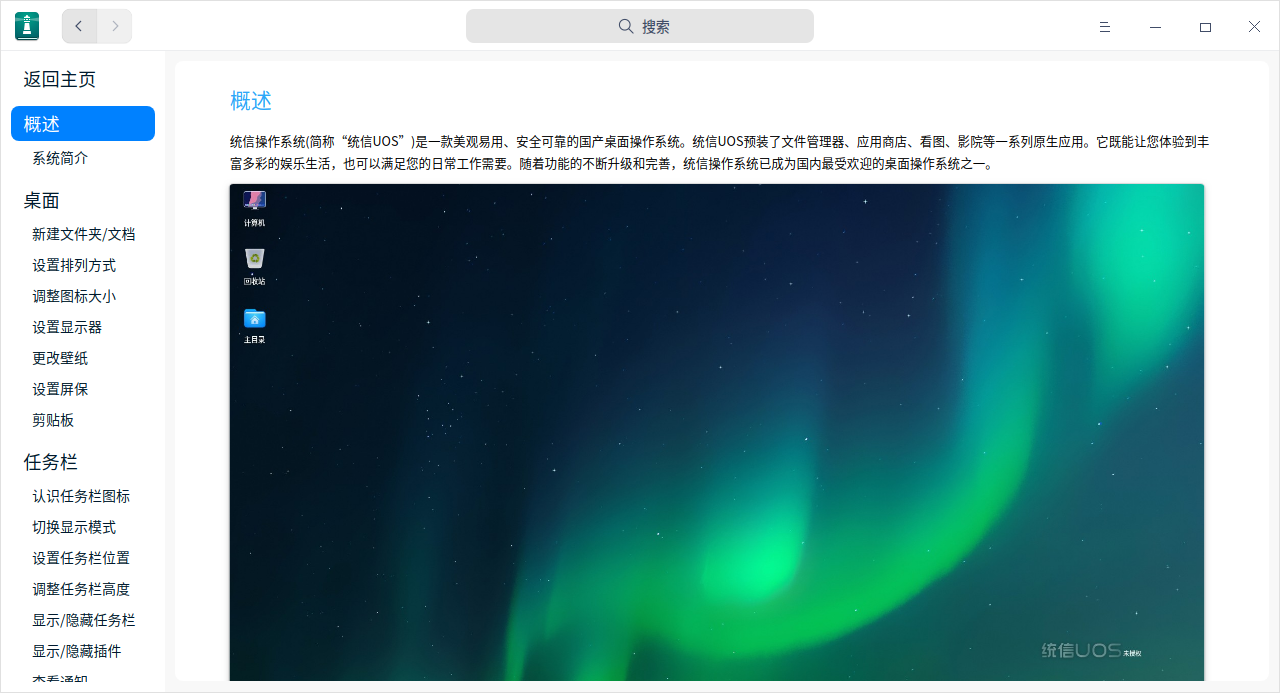 搜索
返回主页
概述
系统简介
桌面
新建文件夹/文档
设置排列方式
调整图标大小
设置显示器
更改壁纸
设置屏保
剪贴板
任务栏
认识任务栏图标
切换显示模式
设置任务栏位置
调整任务栏高度
显示/隐藏任务栏
显示/隐藏插件
查看通知
概述
统信操作系统(简称“统信UOS”)是一款美观易用、安全可靠的国产桌面操作系统。统信UOS预装了文件管理器、应用商店、看图、影院等一系列原生应用。它既能让您体验到丰
富多彩的娱乐生活，也可以满足您的日常工作需要。随着功能的不断升级和完善，统信操作系统已成为国内最受欢迎的桌面操作系统之一。
计算机
回收站
主目录
统信UOS 未授权